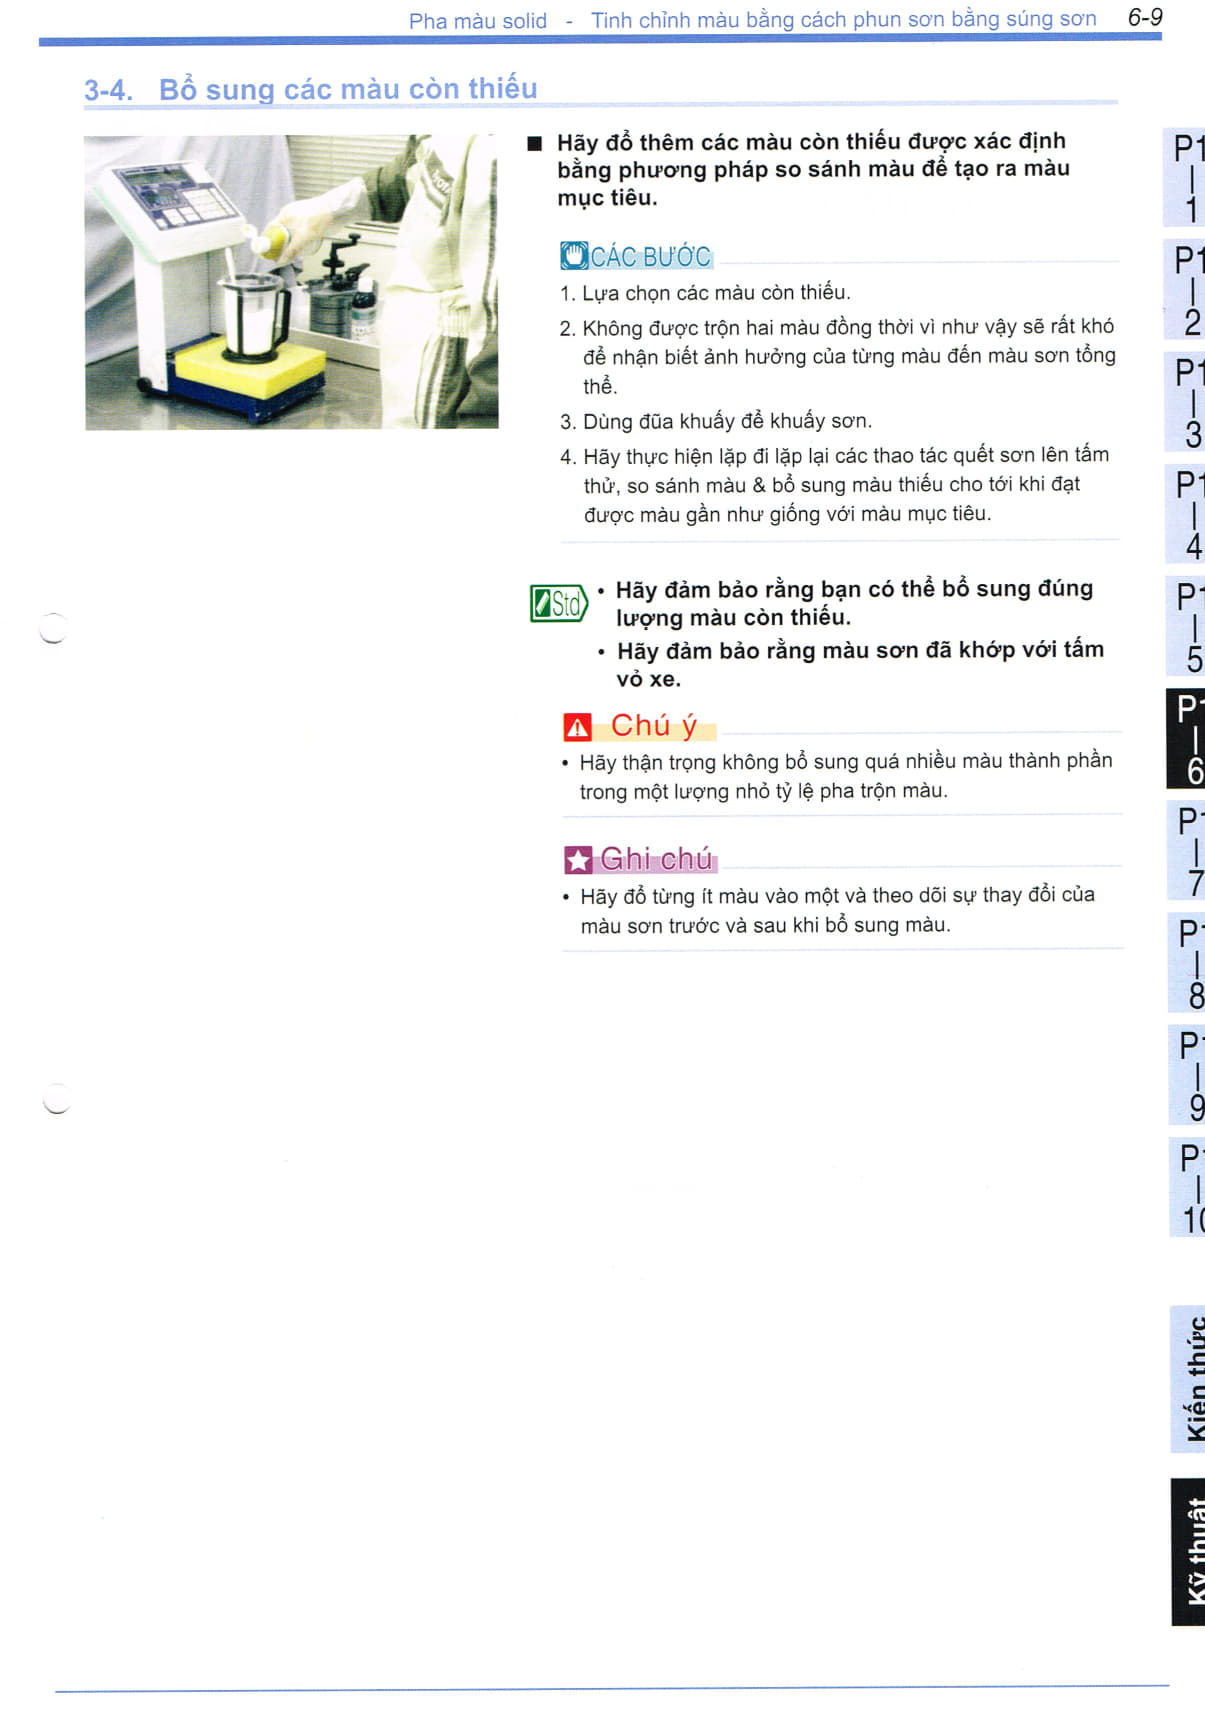 Pha màu solid - Tinh chỉnh màu bằng cách phun sơn bằng súng sơn 6-9
3-4. Bổ sung các màu còn thiếu
■ Hãy đổ thêm các màu còn thiếu được xác định
bằng phương pháp so sánh màu để tạo ra màu
mục tiêu.
CÁC BƯỚC
1. Lựa chọn các màu còn thiếu.
2. Không được trộn hai màu đồng thời vì như vậy sẽ rất khó
để nhận biết ảnh hưởng của từng màu đến màu sơn tổng
thể.
3. Dùng đũa khuấy để khuấy sơn.
4. Hãy thực hiện lặp đi lặp lại các thao tác quết sơn lên tấm
thử, so sánh màu & bổ sung màu thiếu cho tới khi đạt
được màu gần như giống với màu mục tiêu.
Std
• Hãy đảm bảo rằng bạn có thể bổ sung đúng
lượng màu còn thiếu.
• Hãy đảm bảo rằng màu sơn đã khớp với tấm
vỏ xe.
Chú ý
• Hãy thận trọng không bổ sung quá nhiều màu thành phần
trong một lượng nhỏ tỷ lệ pha trộn màu.
Ghi chú
• Hãy đổ từng ít màu vào một và theo dõi sự thay đổi của
màu sơn trước và sau khi bổ sung màu.
P1
1
P1
2
P1
3
P1
4
P1
5
P1
6
P1
7
P1
8
P1
9
P1
10
Kiến thức
Kỹ thuật